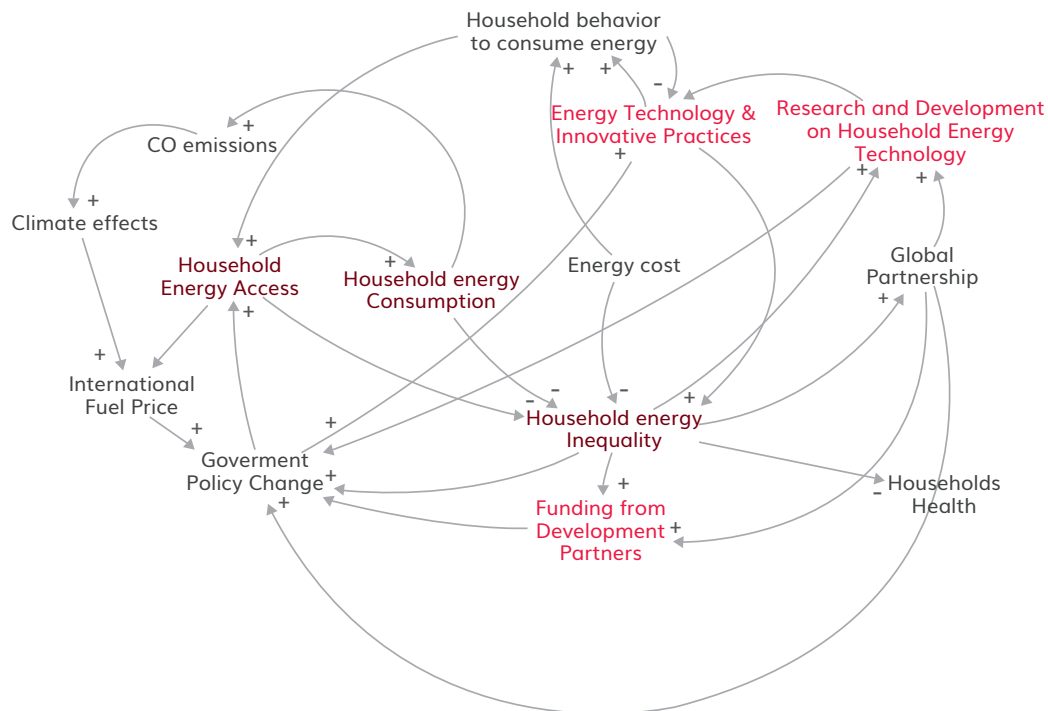 Household behavior
to consume energy
+
+
-
Energy Technology &
Innovative Practices
+
Research and Development
on Household Energy
Technology
+
+
+
CO emissions
+
Climate effects
+
Household
Energy Access
+
Household energy
Consumption
Energy cost
Global
Partnership
+
+
+
International
Fuel Price
-
-
-
+
Household energy
Inequality
+
+
Goverment
Policy Change
+
+
+
Funding from
Development
Partners
+
-
Households
Health